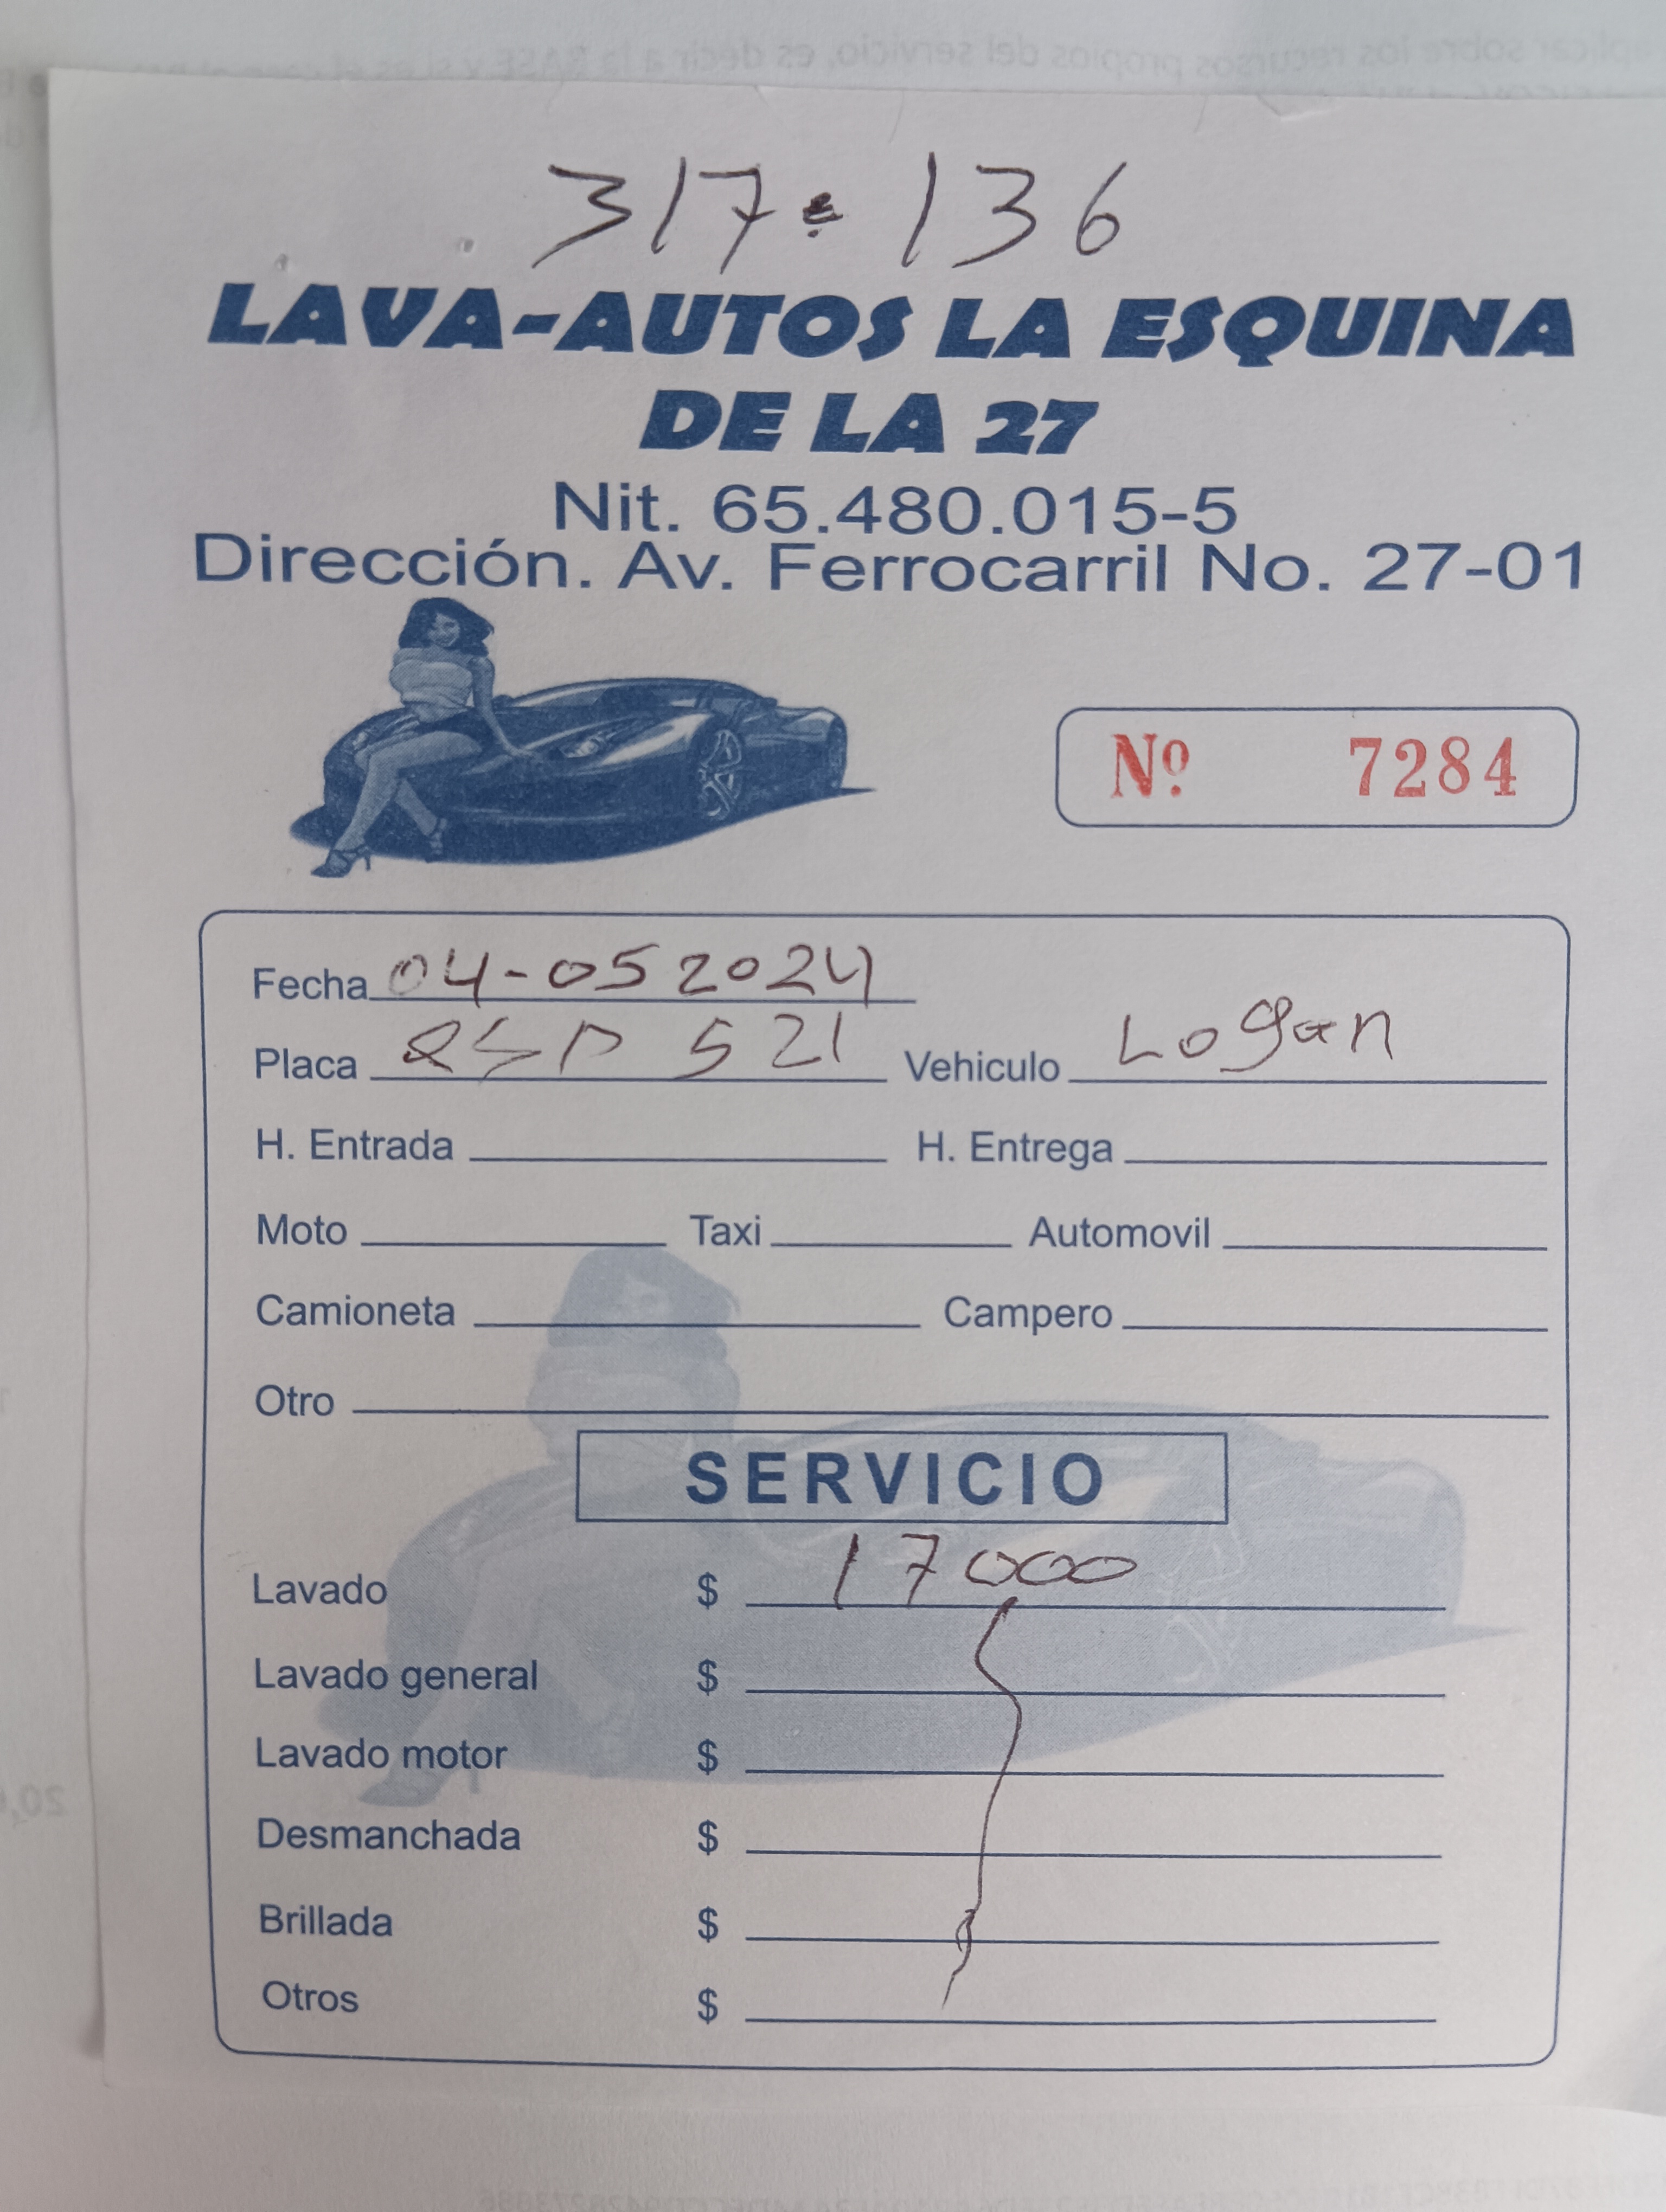 317 136
LAVA-AUTOS LA ESQUINA
DE LA 27
Nit. 65.480.015-5
Dirección. Av. Ferrocarril No. 27-01
Nº 7284
Fecha 04-05 2024
Placa 521 Vehiculo Logan
H. Entrada H. Entrega
Moto Taxi Automovil
Camioneta Campero
Otro
SERVICIO
Lavado $ 17000
Lavado general $
Lavado motor $
Desmanchada $
Brillada $
Otros $